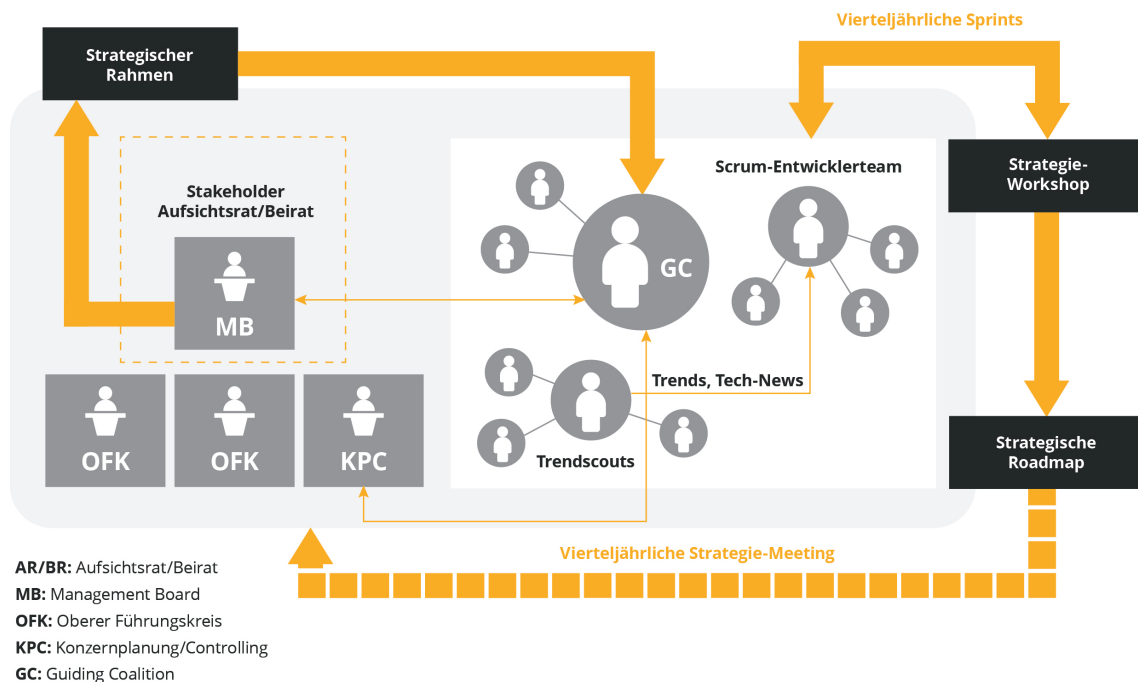 Vierteljährliche Sprints
Strategischer
Rahmen
Stakeholder
Aufsichtsrat/Beirat
MB
OFK
OFK
KPC
GC
Scrum-Entwicklerteam
Trends, Tech-News
Trendscouts
Strategie-
Workshop
Strategische
Roadmap
Vierteljährliche Strategie-Meeting
AR/BR: Aufsichtsrat/Beirat
MB: Management Board
OFK: Oberer Führungskreis
KPC: Konzernplanung/Controlling
GC: Guiding Coalition